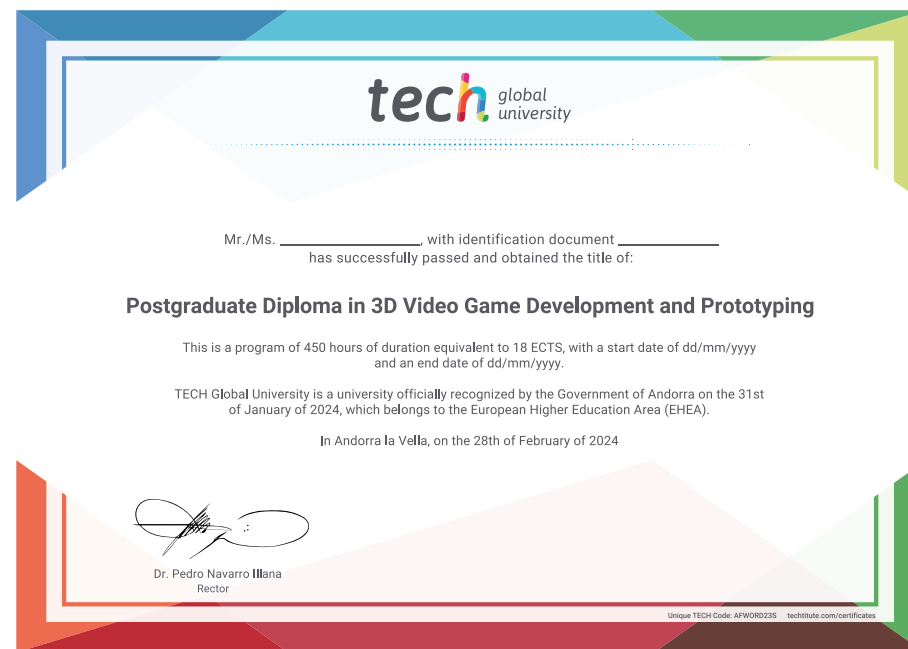 tech global
university
Mr./Ms. ____________, with identification document ____________
has successfully passed and obtained the title of:
Postgraduate Diploma in 3D Video Game Development and Prototyping
This is a program of 450 hours of duration equivalent to 18 ECTS, with a start date of dd/mm/yyyy
and an end date of dd/mm/yyyy.
TECH Global University is a university officially recognized by the Government of Andorra on the 31st
of January of 2024, which belongs to the European Higher Education Area (EHEA).
In Andorra la Vella, on the 28th of February of 2024
Dr. Pedro Navarro Illana
Rector
Unique TECH Code: AFWORD23S techtitute.com/certificates